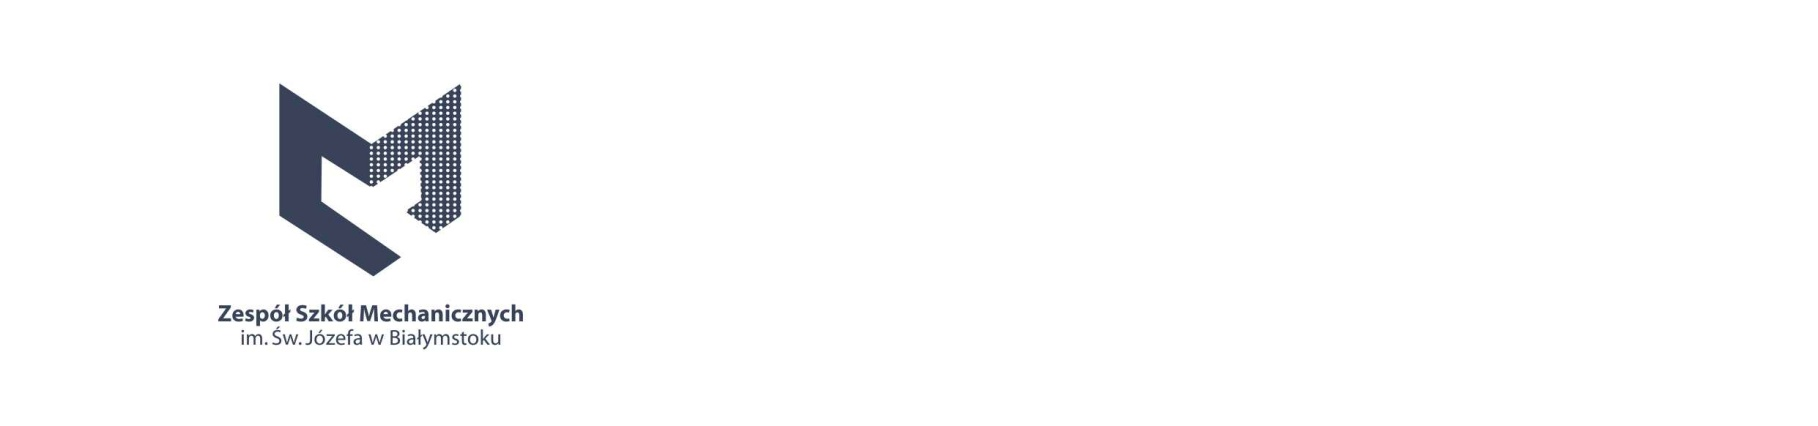 Zespół Szkół Mechanicznych
im. Św. Józefa w Białymstoku